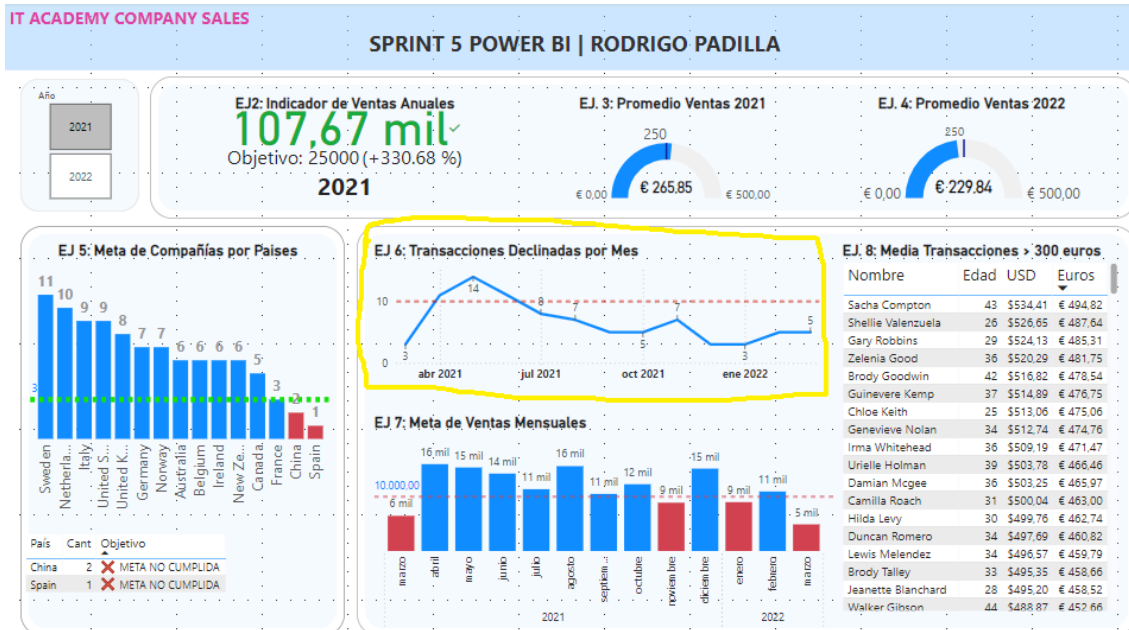 IT ACADEMY COMPANY SALES
SPRINT 5 POWER BI | RODRIGO PADILLA
Año
2021
2022
EJ2: Indicador de Ventas Anuales
107,67 mil
Objetivo: 25000 (+330.68 %)
2021
EJ. 3: Promedio Ventas 2021
250
€ 265,85
€ 0,00
€ 500,00
EJ. 4: Promedio Ventas 2022
250
€ 229,84
€ 0,00
€ 500,00
EJ 5: Meta de Compañías por Paises
11
10
9
9
8
7
7
6
6
6
6
5
3
2
1
3
Sweden
Netherla...
Italy
United S...
United K...
Germany
Norway
Australia
Belgium
Ireland
New Ze...
Canada
France
China
Spain
País Cant Objetivo
China 2 META NO CUMPLIDA
Spain 1 META NO CUMPLIDA
EJ 6: Transacciones Declinadas por Mes
10
0
3
14
8
7
5
7
3
5
abr 2021
jul 2021
oct 2021
ene 2022
EJ 7: Meta de Ventas Mensuales
10.000,00
6 mil
16 mil
15 mil
14 mil
11 mil
16 mil
11 mil
12 mil
9 mil
15 mil
9 mil
11 mil
5 mil
marzo
abril
mayo
junio
julio
agosto
septiem...
octubre
noviembre
diciembre
enero
febrero
marzo
2021
2022
EJ. 8: Media Transacciones > 300 euros
Nombre Edad USD Euros
Sacha Compton 43 $534,41 € 494,82
Shellie Valenzuela 26 $526,65 € 487,64
Gary Robbins 29 $524,13 € 485,31
Zelenia Good 36 $520,29 € 481,75
Brody Goodwin 42 $516,82 € 478,54
Guinevere Kemp 37 $514,89 € 476,75
Chloe Keith 25 $513,06 € 475,06
Genevieve Nolan 34 $512,74 € 474,76
Irma Whitehead 36 $509,19 € 471,47
Urielle Holman 39 $503,78 € 466,46
Damian Mcgee 36 $503,25 € 465,97
Camilla Roach 31 $500,04 € 463,00
Hilda Levy 30 $499,76 € 462,74
Duncan Romero 34 $497,69 € 460,82
Lewis Melendez 34 $496,57 € 459,79
Brody Talley 33 $495,35 € 458,66
Jeanette Blanchard 28 $495,20 € 458,52
Walker Gibson 44 $488,87 € 452,66